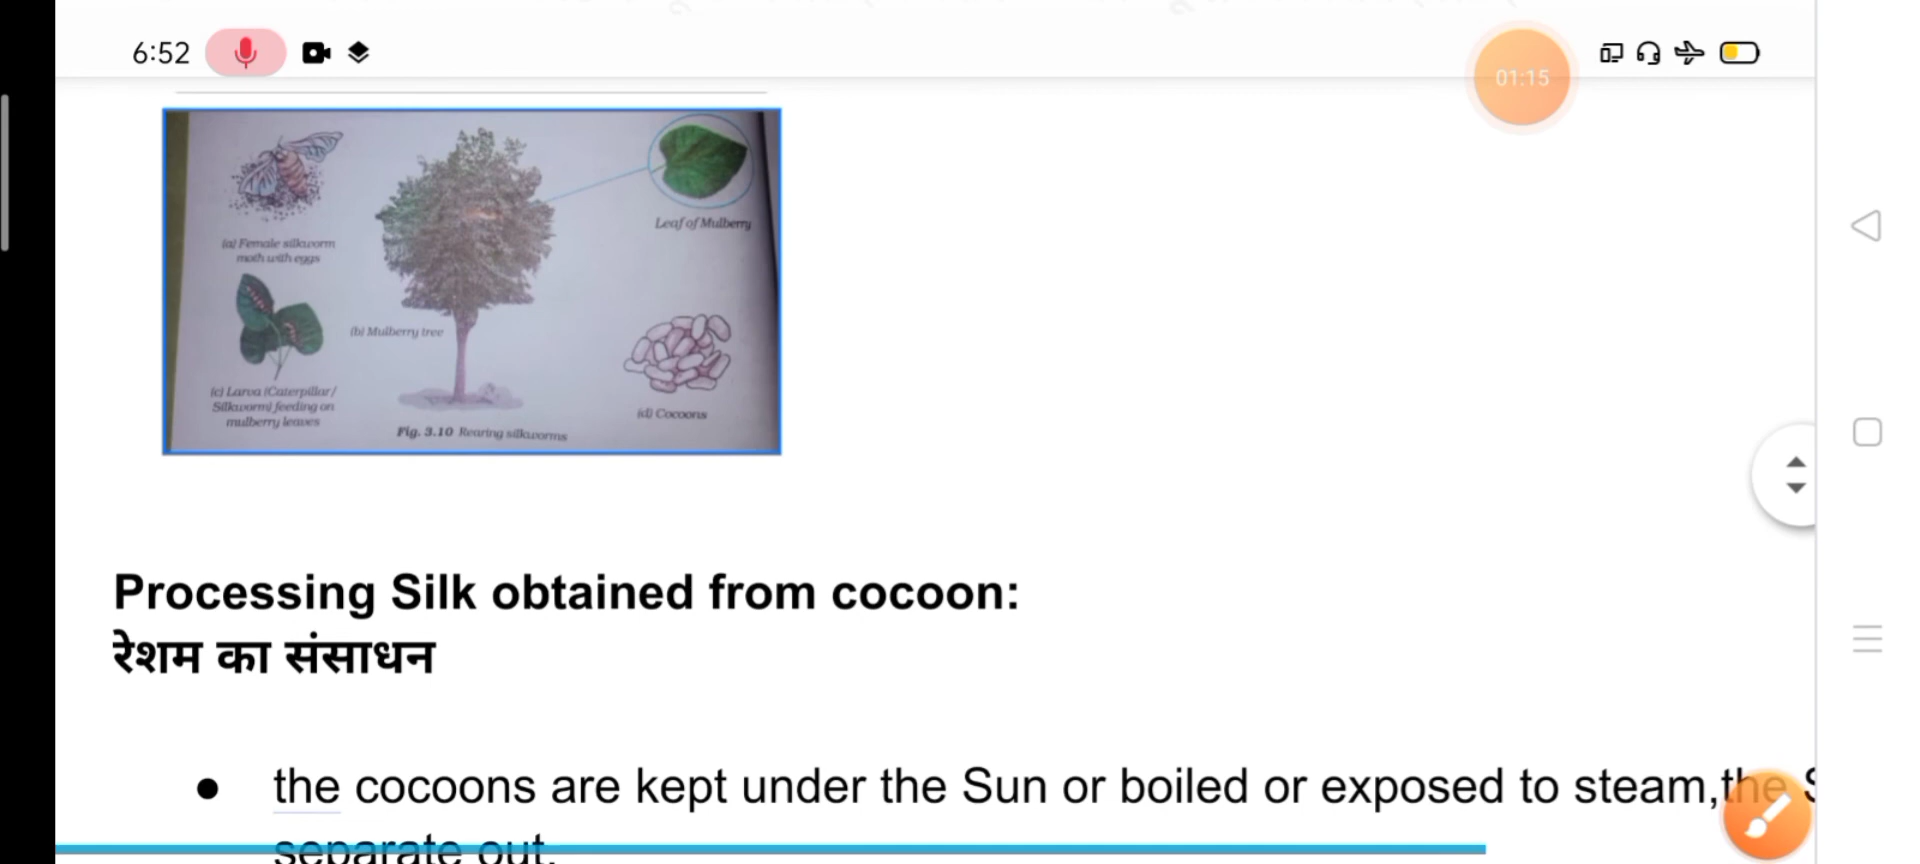 6:52
01:15
(a) Female silkworm
moth with eggs
Leaf of Mulberry
(b) Mulberry tree
(c) Larva (Caterpillar/
Silkworm) feeding on
mulberry leaves
(d) Cocoons
Fig. 3.10 Rearing silkworms
Processing Silk obtained from cocoon:
रेशम का संसाधन
● the cocoons are kept under the Sun or boiled or exposed to steam,the
separate out.